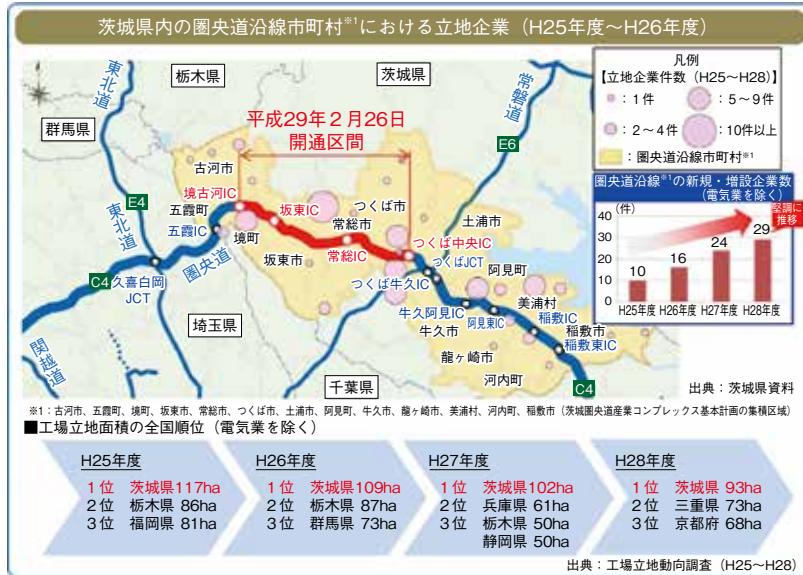 茨城県内の圏央道沿線市町村※1における立地企業（H25年度～H26年度）
栃木県
茨城県
群馬県
埼玉県
千葉県
東北道
常磐道
東北道
圏央道
関越道
E4
E6
C4
C4
平成29年2月26日
開通区間
古河市
境古河IC
五霞町
五霞IC
境町
坂東IC
坂東市
常総市
常総IC
つくば市
つくば中央IC
つくばJCT
つくば牛久IC
土浦市
阿見町
美浦村
牛久阿見IC
牛久市
阿見東IC
稲敷IC
稲敷市
稲敷東IC
龍ヶ崎市
河内町
久喜白岡
JCT
凡例
【立地企業件数（H25～H28）】
：1件
：5～9件
：2～4件
：10件以上
：圏央道沿線市町村※1
圏央道沿線※1の新規・増設企業数
（電気業を除く）
（件）
堅調に
推移
40
30
20
10
0
10
16
24
29
H25年度
H26年度
H27年度
H28年度
出典：茨城県資料
※1：古河市、五霞町、境町、坂東市、常総市、つくば市、土浦市、阿見町、牛久市、龍ヶ崎市、美浦村、河内町、稲敷市（茨城圏央道産業コンプレックス基本計画の集積区域）
■工場立地面積の全国順位（電気業を除く）
H25年度
1位 茨城県117ha
2位 栃木県 86ha
3位 福岡県 81ha
H26年度
1位 茨城県109ha
2位 栃木県 87ha
3位 群馬県 73ha
H27年度
1位 茨城県102ha
2位 兵庫県 61ha
3位 栃木県 50ha
静岡県 50ha
H28年度
1位 茨城県 93ha
2位 三重県 73ha
3位 京都府 68ha
出典：工場立地動向調査（H25～H28）